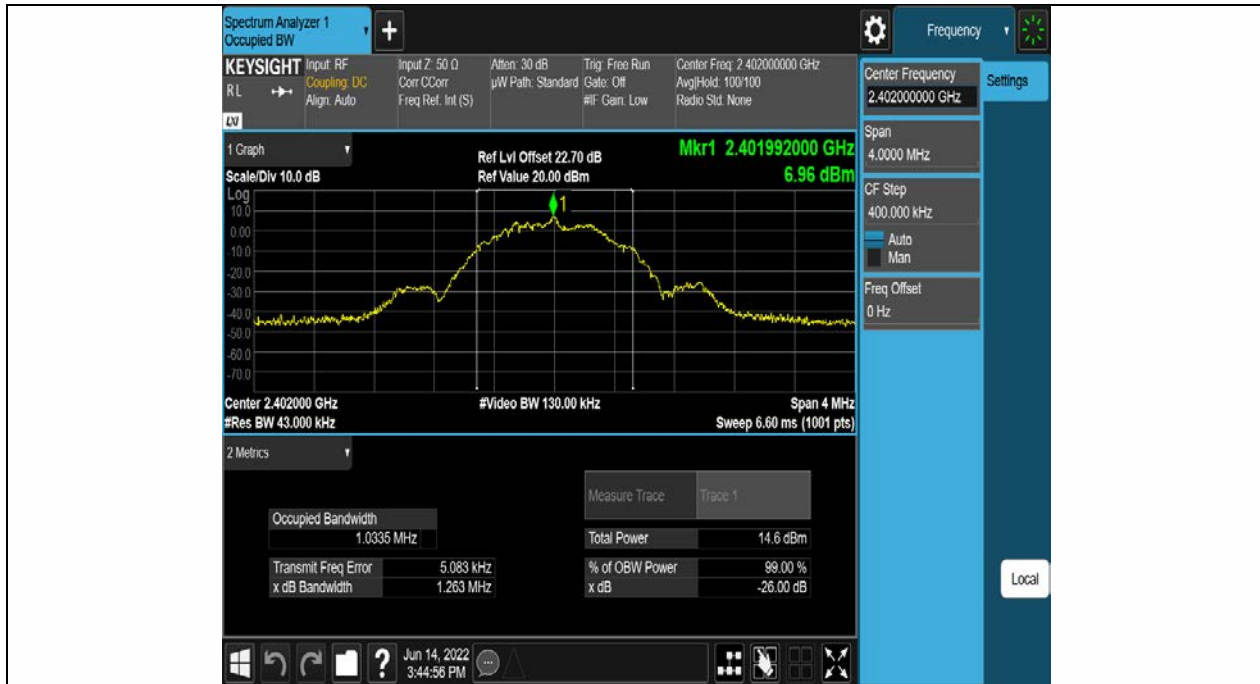 Spectrum Analyzer 1
Occupied BW
+
Frequency
KEYSIGHT
RL
LXI
Input: RF
Coupling: DC
Align: Auto
Input Z: 50 Ω
Corr CCorr
Freq Ref: Int (S)
Atten: 30 dB
µW Path: Standard
Trig: Free Run
Gate: Off
#IF Gain: Low
Center Freq: 2.402000000 GHz
Avg|Hold: 100/100
Radio Std: None
Center Frequency
2.402000000 GHz
Settings
Span
4.0000 MHz
CF Step
400.000 kHz
Auto
Man
Freq Offset
0 Hz
Local
1 Graph
Scale/Div 10.0 dB
Ref Lvl Offset 22.70 dB
Ref Value 20.00 dBm
Mkr1 2.401992000 GHz
6.96 dBm
Log
1
10.0
0.00
-10.0
-20.0
-30.0
-40.0
-50.0
-60.0
-70.0
Center 2.402000 GHz
#Video BW 130.00 kHz
Span 4 MHz
#Res BW 43.000 kHz
Sweep 6.60 ms (1001 pts)
2 Metrics
Measure Trace Trace 1
Occupied Bandwidth
1.0335 MHz
Total Power 14.6 dBm
Transmit Freq Error 5.083 kHz
% of OBW Power 99.00 %
x dB Bandwidth 1.263 MHz
x dB -26.00 dB
?
Jun 14, 2022
3:44:56 PM